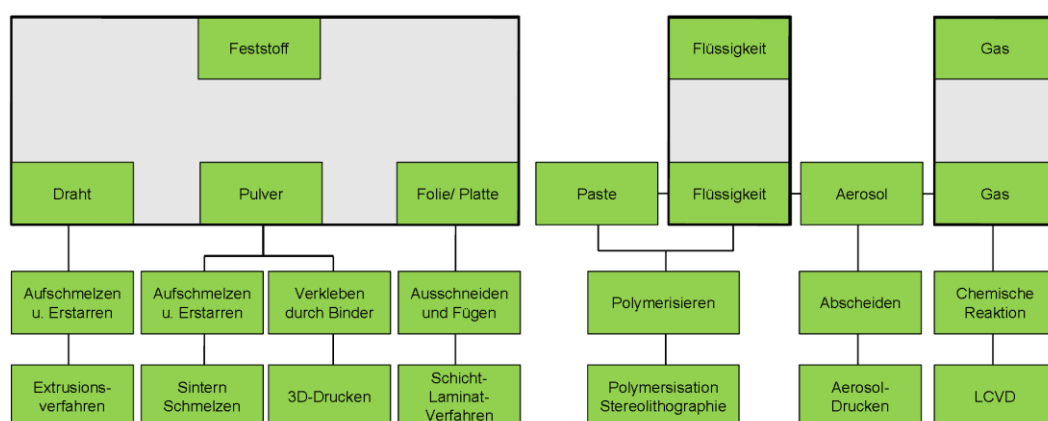 Feststoff
Flüssigkeit
Gas
Draht
Pulver
Folie/ Platte
Paste
Flüssigkeit
Aerosol
Gas
Aufschmelzen
u. Erstarren
Aufschmelzen
u. Erstarren
Verkleben
durch Binder
Ausschneiden
und Fügen
Polymerisieren
Abscheiden
Chemische
Reaktion
Extrusions-
verfahren
Sintern
Schmelzen
3D-Drucken
Schicht-
Laminat-
Verfahren
Polymersisation
Stereolithographie
Aerosol-
Drucken
LCVD